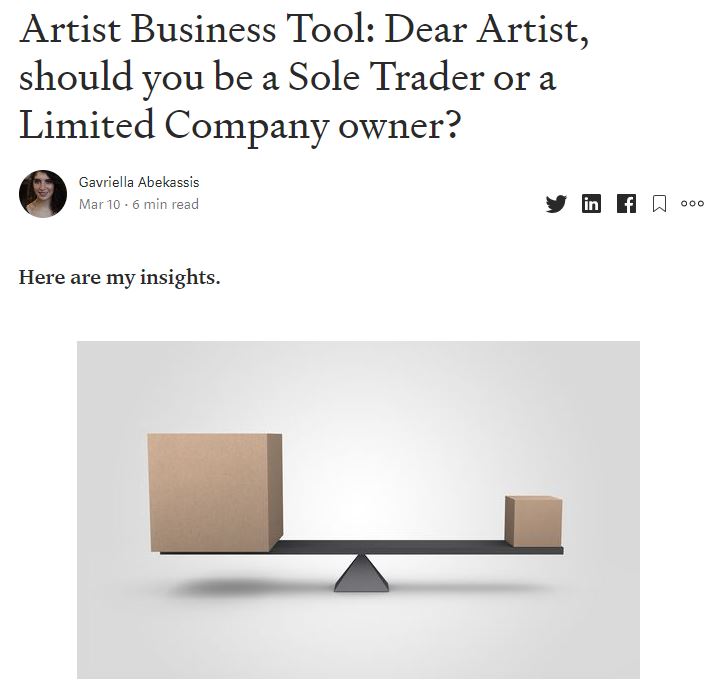 Artist Business Tool: Dear Artist,
should you be a Sole Trader or a
Limited Company owner?
Gavriella Abekassis
Mar 10 · 6 min read
Here are my insights.